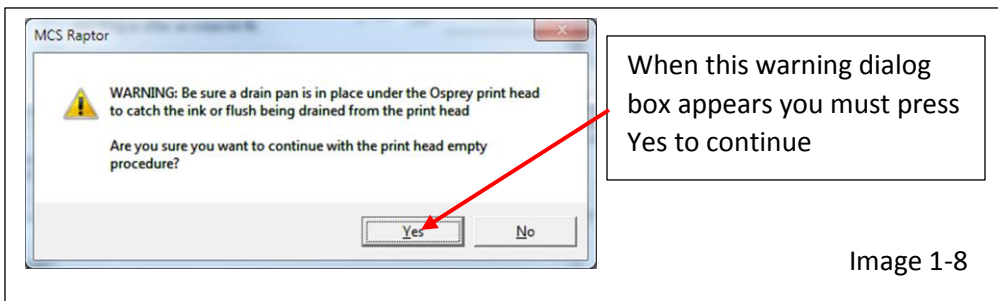 MCS Raptor
WARNING: Be sure a drain pan is in place under the Osprey print head
to catch the ink or flush being drained from the print head
Are you sure you want to continue with the print head empty
procedure?
Yes
No
When this warning dialog
box appears you must press
Yes to continue
Image 1-8